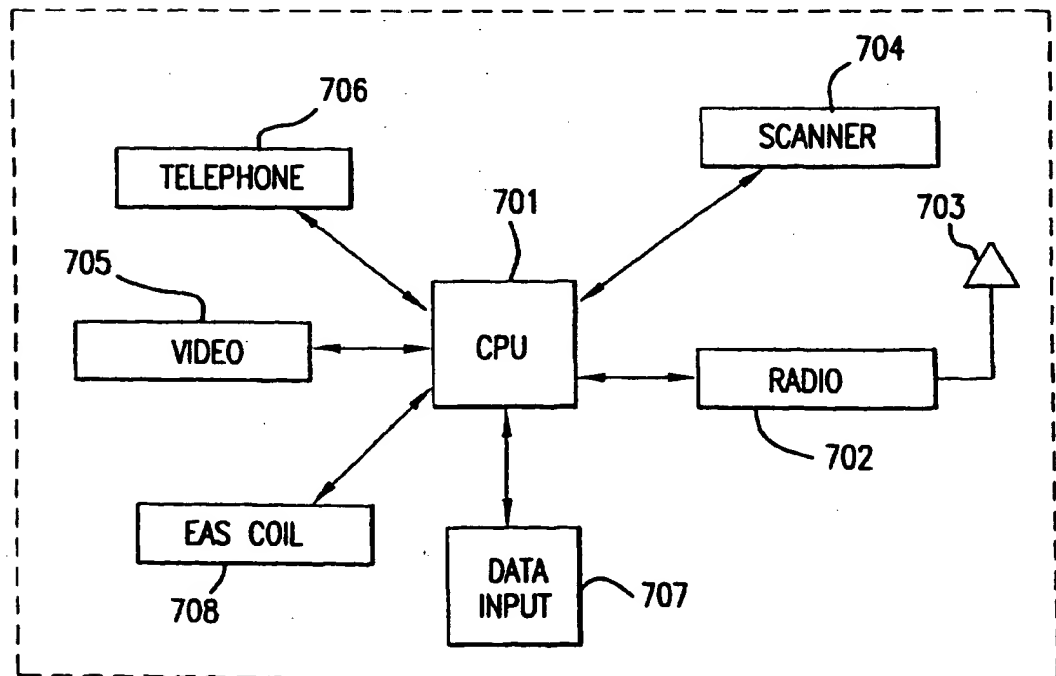 704
SCANNER
706
TELEPHONE
701
CPU
703
705
VIDEO
RADIO
702
EAS COIL
708
DATA
INPUT
707